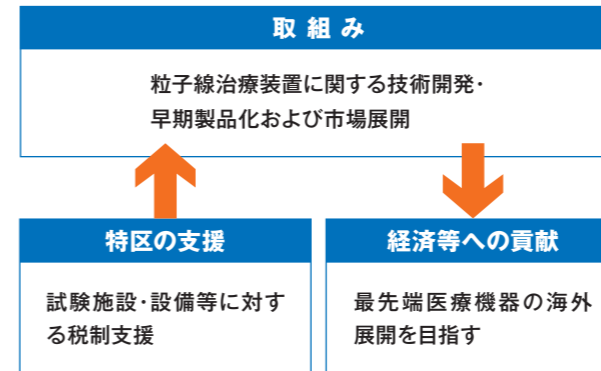 取組み
粒子線治療装置に関する技術開発・
早期製品化および市場展開
特区の支援
試験施設・設備等に対す
る税制支援
経済等への貢献
最先端医療機器の海外
展開を目指す